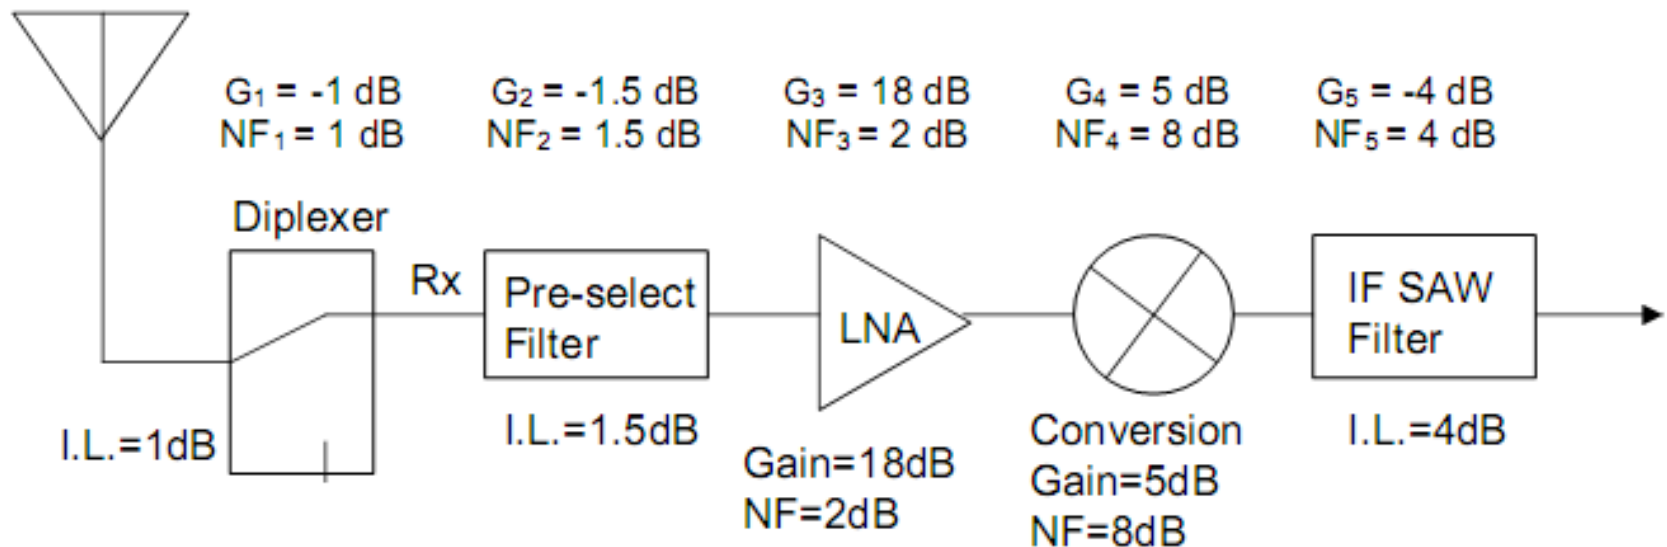 G₁ = -1 dB
NF₁ = 1 dB
G₂ = -1.5 dB
NF₂ = 1.5 dB
G₃ = 18 dB
NF₃ = 2 dB
G₄ = 5 dB
NF₄ = 8 dB
G₅ = -4 dB
NF₅ = 4 dB
Diplexer
I.L.=1dB
Rx
Pre-select
Filter
I.L.=1.5dB
LNA
Gain=18dB
NF=2dB
Conversion
Gain=5dB
NF=8dB
IF SAW
Filter
I.L.=4dB